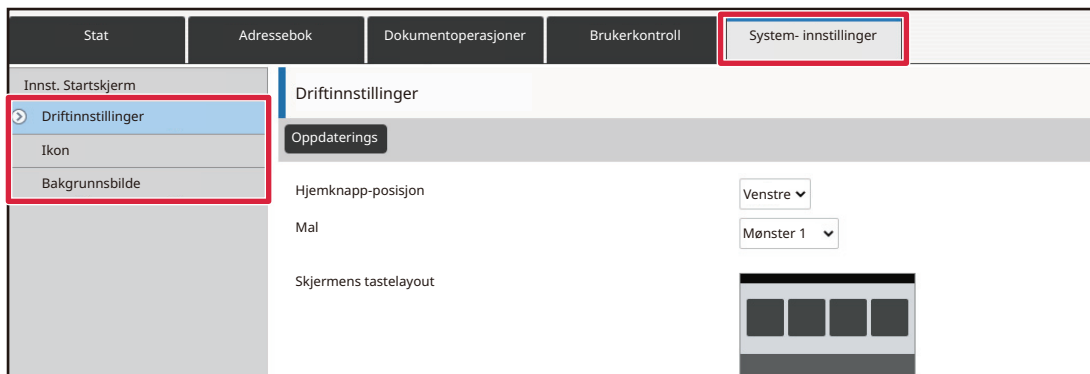 Stat
Adressebok
Dokumentoperasjoner
Brukerkontroll
System- innstillinger
Innst. Startskjerm
Driftinnstillinger
Ikon
Bakgrunnsbilde
Driftinnstillinger
Oppdaterings
Hjemknapp-posisjon
Venstre
Mal
Mønster 1
Skjermens tastelayout